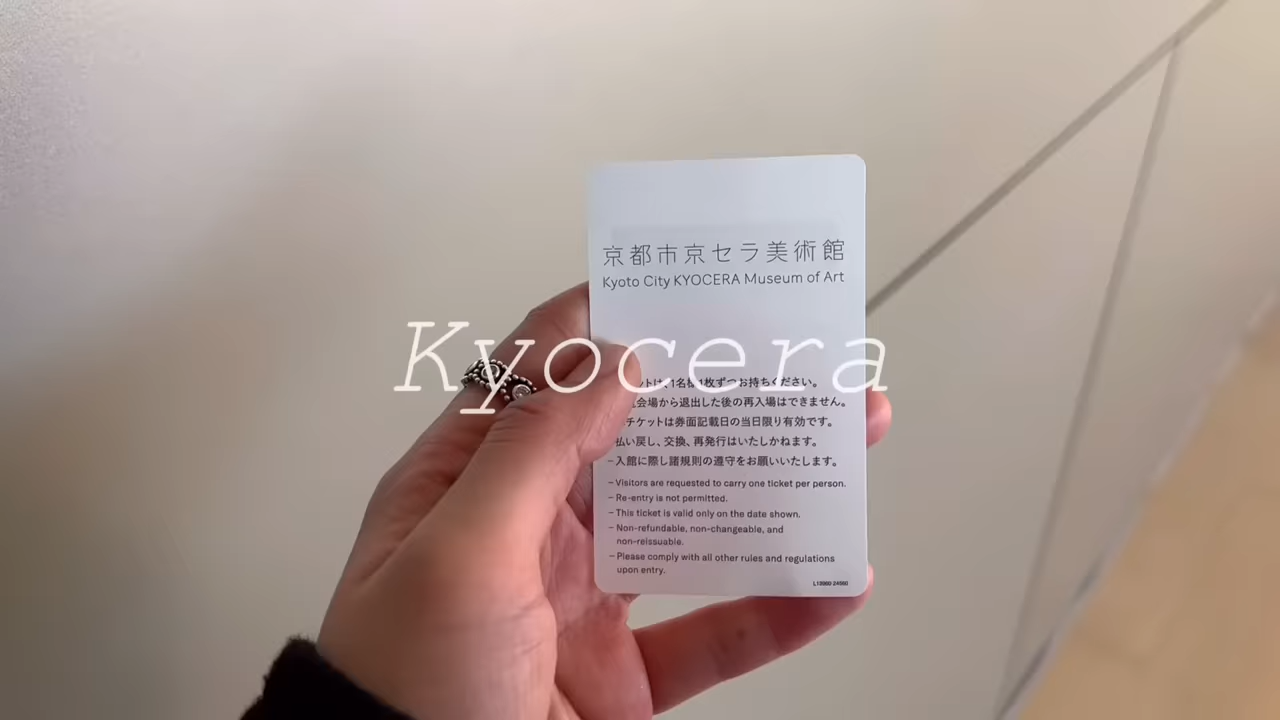 京都市京セラ美術館
Kyoto City KYOCERA Museum of Art
Kyocera
ットは、1名様1枚ずつお持ちください。
会場から退出した後の再入場はできません。
チケットは券面記載日の当日限り有効です。
払い戻し、交換、再発行はいたしかねます。
–入館に際し諸規則の遵守をお願いいたします。
–Visitors are requested to carry one ticket per person.
–Re-entry is not permitted.
–This ticket is valid only on the date shown.
–Non-refundable, non-changeable, and
non-reissuable.
–Please comply with all other rules and regulations
upon entry.